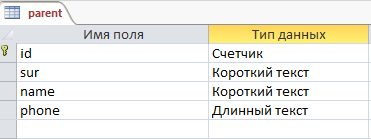 parent
Имя поля Тип данных
id Счетчик
sur Короткий текст
name Короткий текст
phone Длинный текст